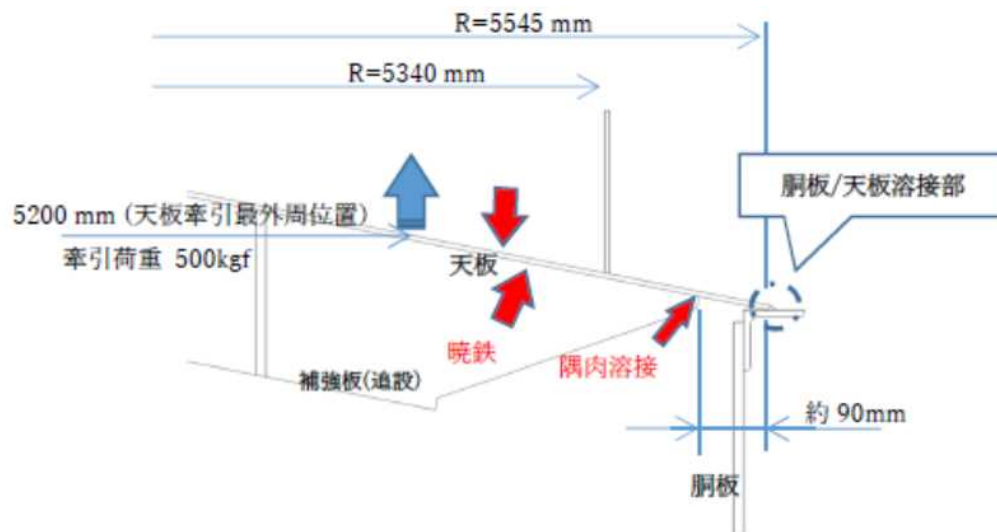 R=5545 mm
R=5340 mm
胴板/天板溶接部
5200 mm (天板牽引最外周位置)
牽引荷重 500kgf
天板
暁鉄
隅肉溶接
補強板(追設)
約 90mm
胴板